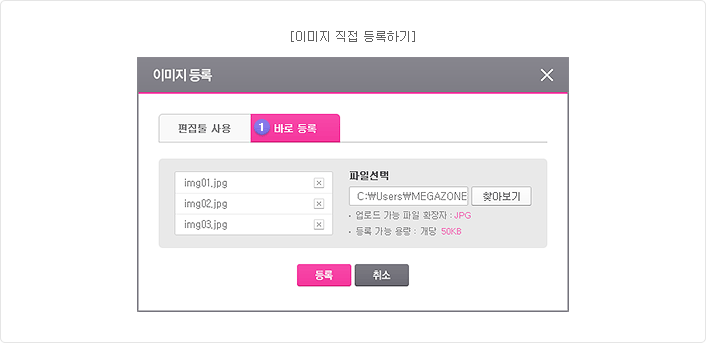 [이미지 직접 등록하기]
이미지 등록
편집툴 사용
1 바로 등록
img01.jpg
img02.jpg
img03.jpg
파일선택
C:₩Users₩MEGAZONE 찾아보기
· 업로드 가능 파일 확장자 : JPG
· 등록 가능 용량 : 개당 50KB
등록
취소